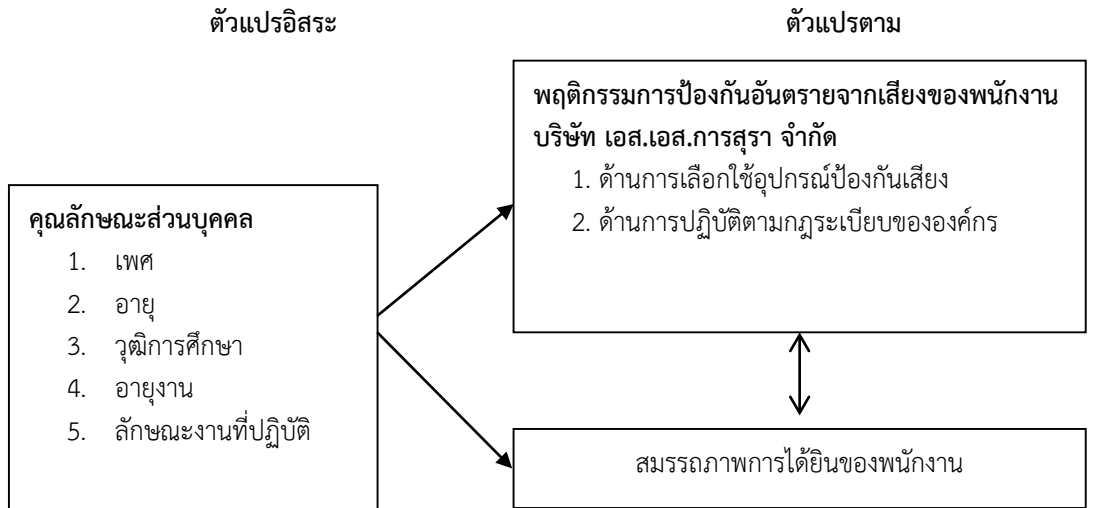 ตัวแปรอิสระ
ตัวแปรตาม
พฤติกรรมการป้องกันอันตรายจากเสียงของพนักงาน
บริษัท เอส.เอส.การสุรา จำกัด
1. ด้านการเลือกใช้อุปกรณ์ป้องกันเสียง
2. ด้านการปฏิบัติตามกฎระเบียบขององค์กร
คุณลักษณะส่วนบุคคล
1. เพศ
2. อายุ
3. วุฒิการศึกษา
4. อายุงาน
5. ลักษณะงานที่ปฏิบัติ
สมรรถภาพการได้ยินของพนักงาน